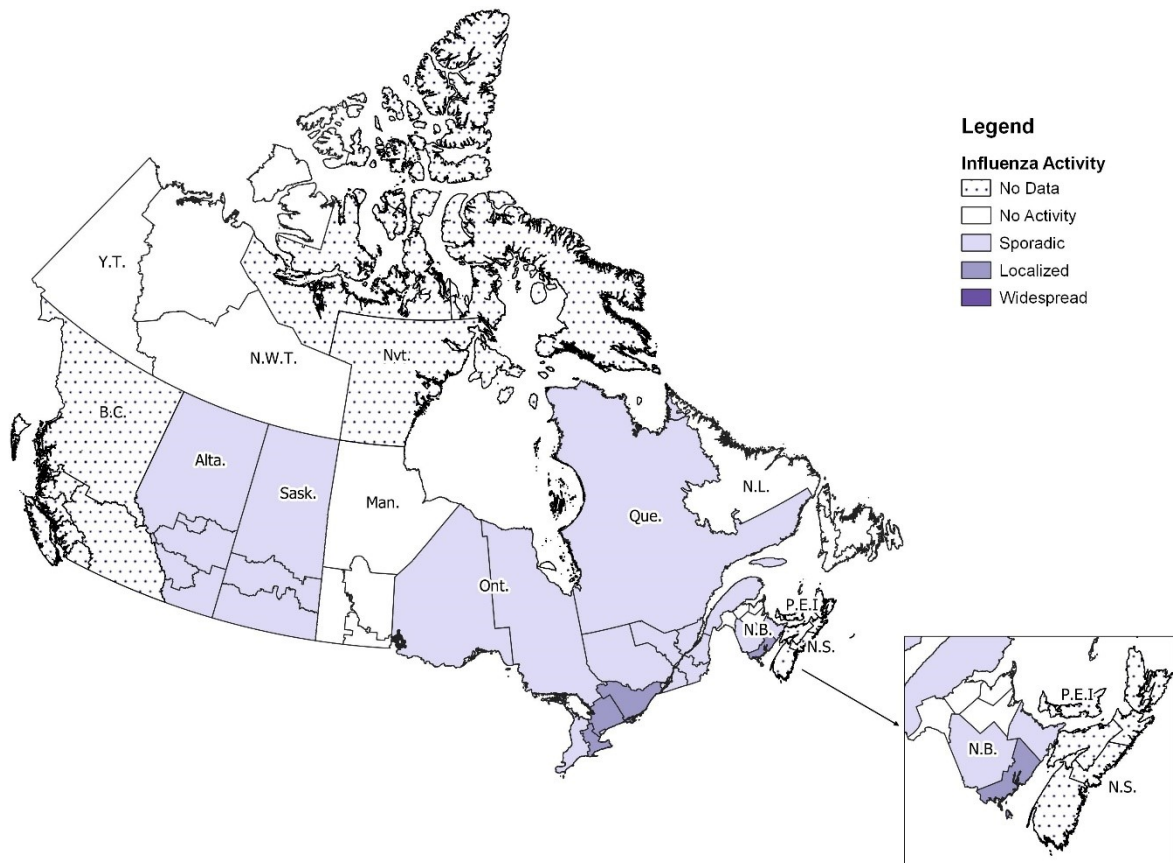 Legend
Influenza Activity
No Data
No Activity
Sporadic
Localized
Widespread
Y.T.
N.W.T.
Nvt.
B.C.
Alta.
Sask.
Man.
Ont.
Que.
N.L.
P.E.I
N.B.
N.S.
P.E.I
N.B.
N.S.